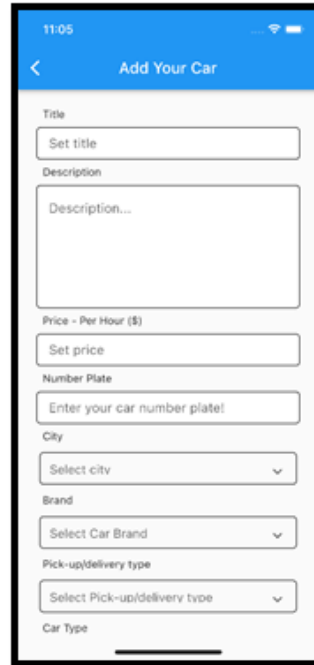 11:05
Add Your Car
Title
Set title
Description
Description...
Price - Per Hour ($)
Set price
Number Plate
Enter your car number plate!
City
Select city
Brand
Select Car Brand
Pick-up/delivery type
Select Pick-up/delivery type
Car Type